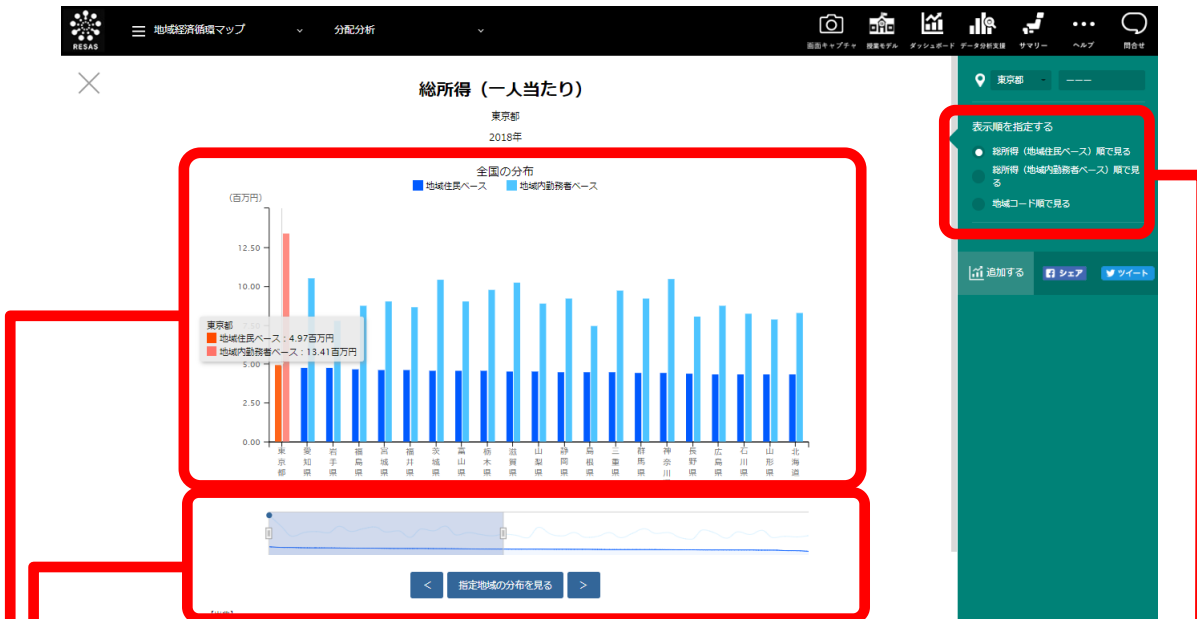 RESAS
地域経済循環マップ
分配分析
画面キャプチャ
授業モデル
ダッシュボード
データ分析支援
サマリー
ヘルプ
問合せ
総所得（一人当たり）
東京都
2018年
全国の分布
地域住民ベース
地域内勤務者ベース
（百万円）
12.50
10.00
7.50
5.00
2.50
0.00
東京都
地域住民ベース：4.97百万円
地域内勤務者ベース：13.41百万円
東京都
愛知県
岩手県
福島県
宮城県
福井県
茨城県
富山県
栃木県
滋賀県
山梨県
静岡県
島根県
三重県
群馬県
神奈川
長野県
広島県
石川県
山形県
北海道
<
指定地域の分布を見る
>
東京都
---
表示順を指定する
総所得（地域住民ベース）順で見る
総所得（地域内勤務者ベース）順で見
る
地域コード順で見る
追加する
シェア
ツイート